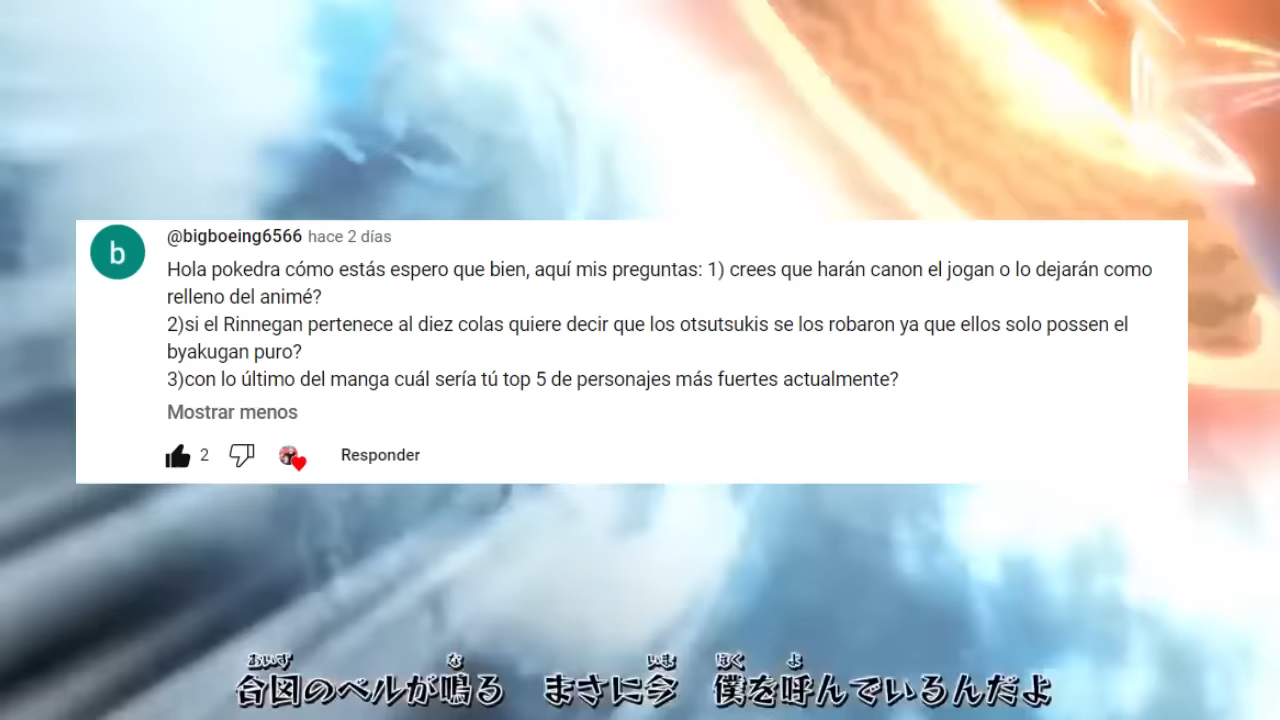 b
@bigboeing6566 hace 2 días
Hola pokedra cómo estás espero que bien, aquí mis preguntas: 1) crees que harán canon el jogan o lo dejarán como
relleno del animé?
2)si el Rinnegan pertenece al diez colas quiere decir que los otsutsukis se los robaron ya que ellos solo possen el
byakugan puro?
3)con lo último del manga cuál sería tú top 5 de personajes más fuertes actualmente?
Mostrar menos
2 Responder
あいず な いま ぼく よ
合図のベルが鳴る まさに今 僕を呼んでいるんだよ